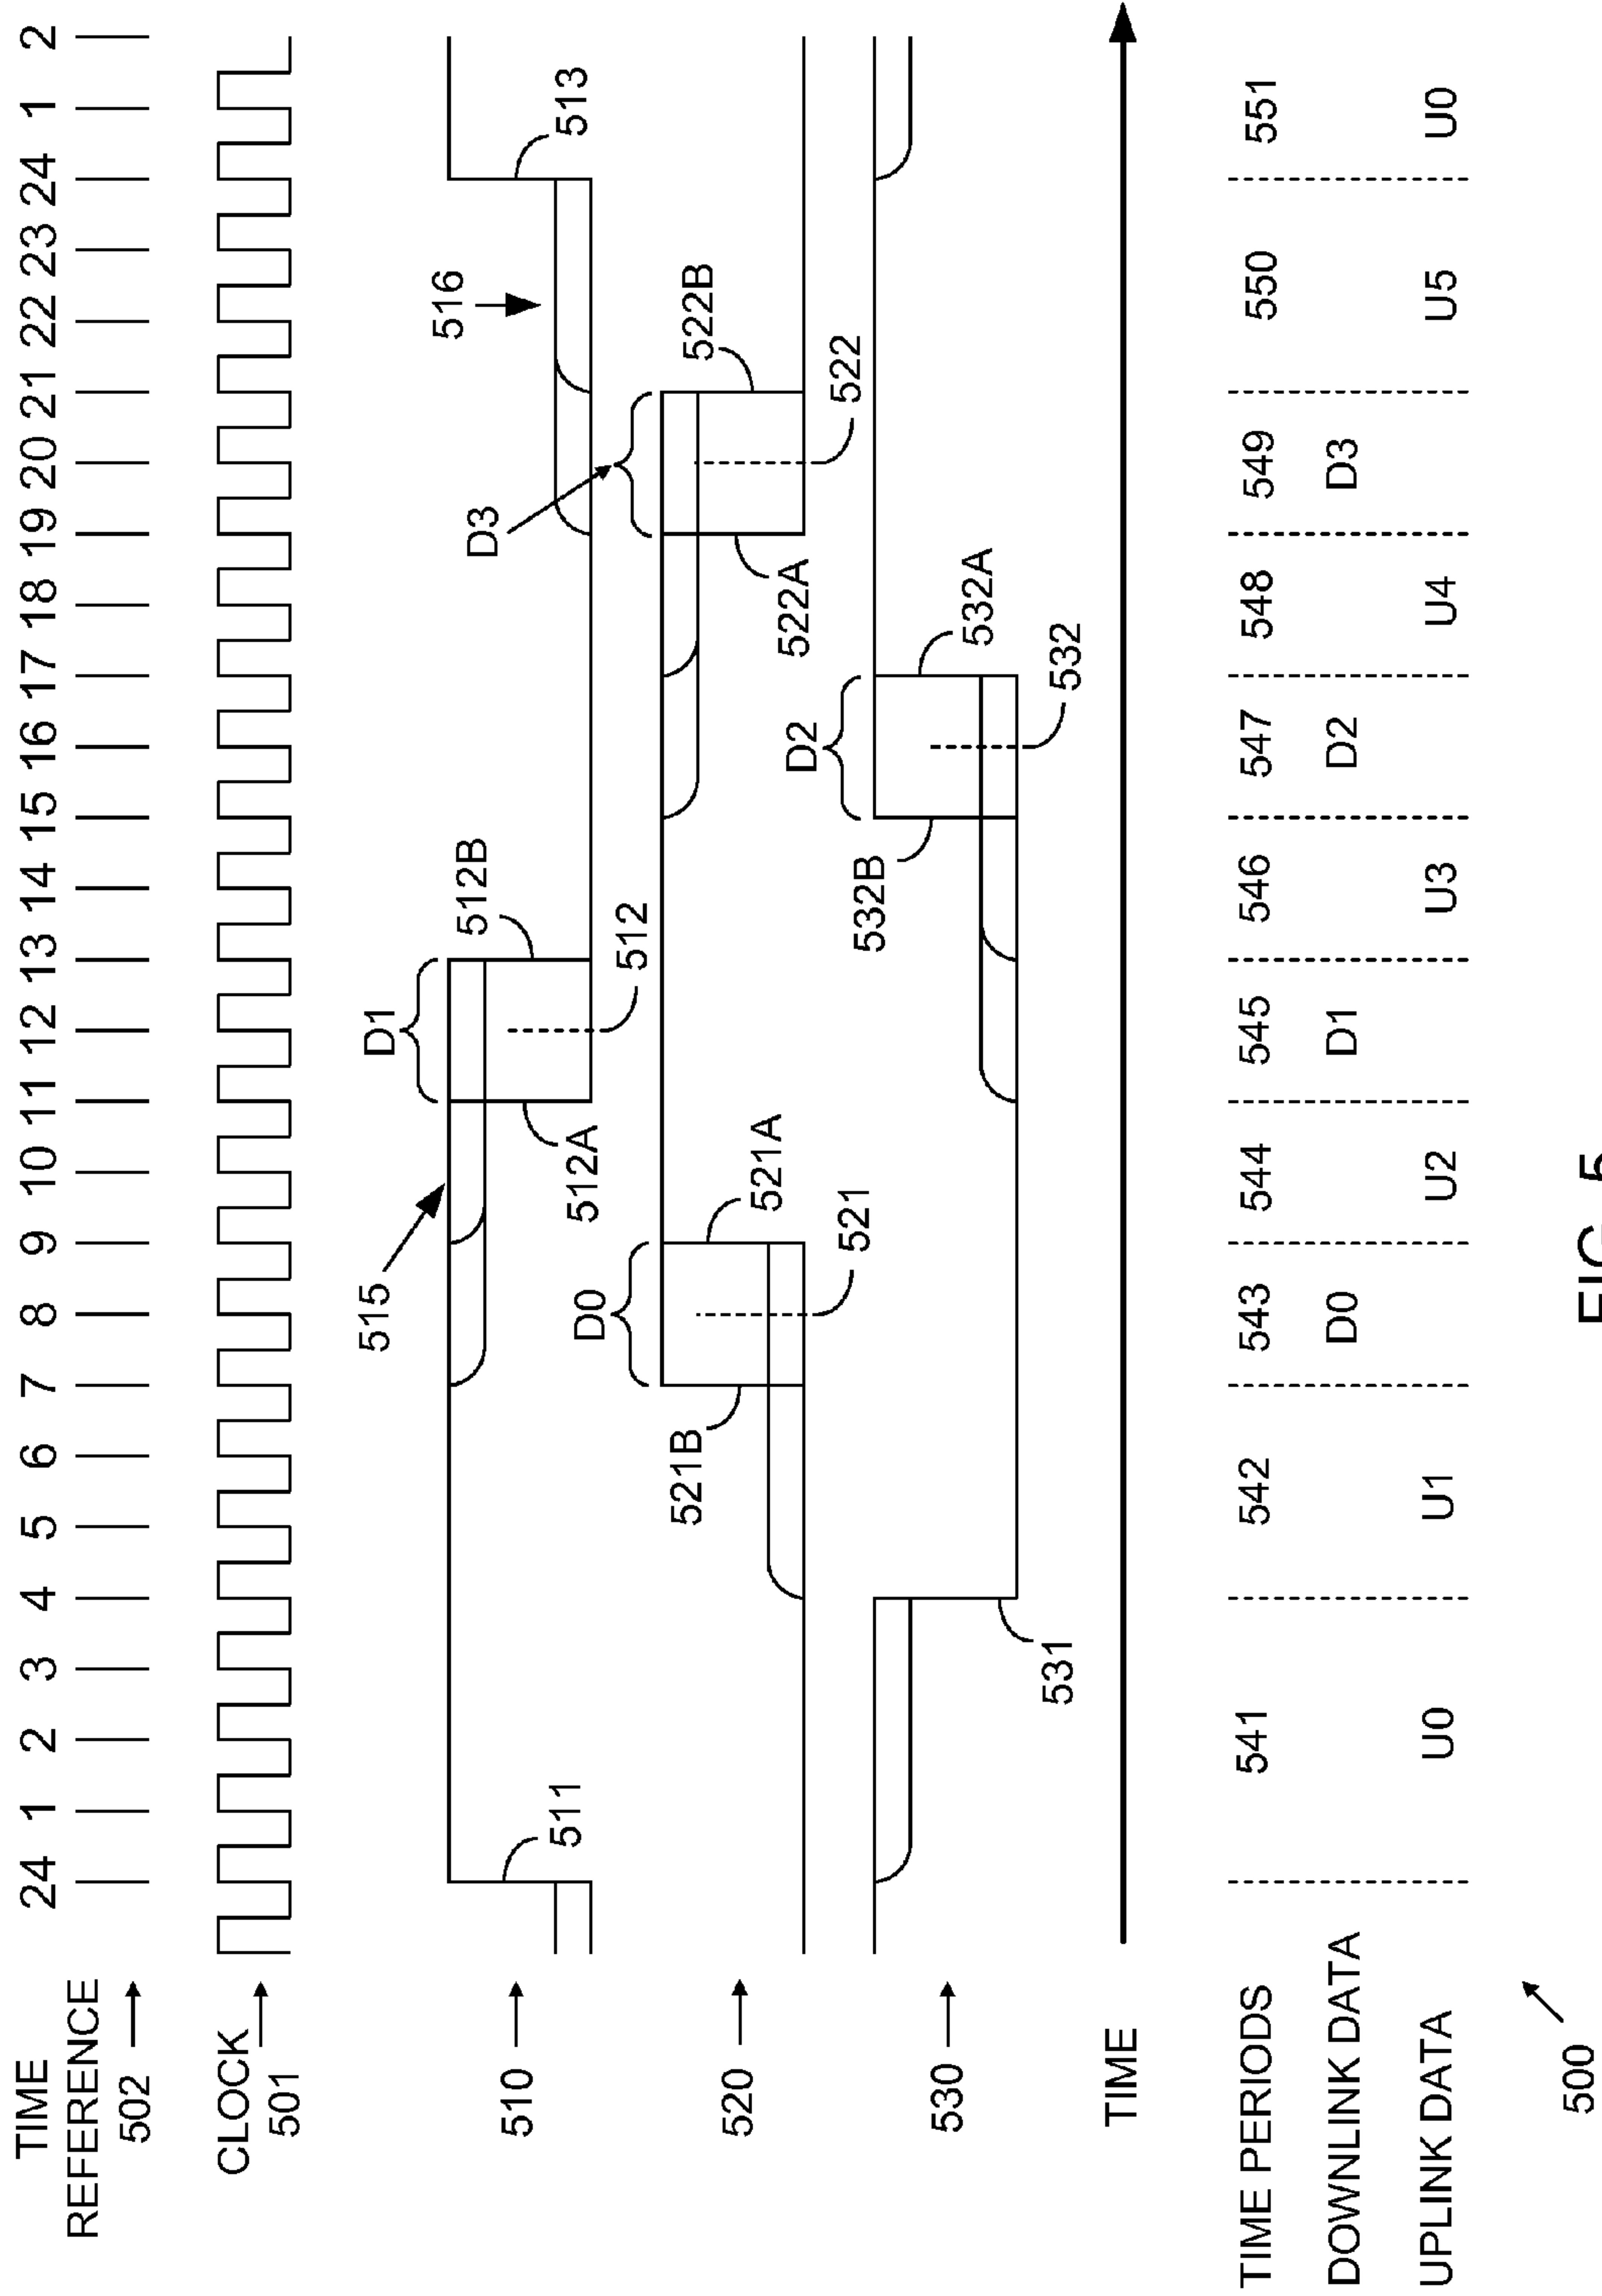 TIME
REFERENCE
502
24 1 2 3 4 5 6 7 8 9 10 11 12 13 14 15 16 17 18 19 20 21 22 23 24 1 2
CLOCK
501
510
511
515
D1
512A
512B
512
516
513
520
D0
521B
521A
521
D3
522A
522B
522
530
531
D2
532B
532A
532
TIME
TIME PERIODS 541 542 543 544 545 546 547 548 549 550 551
DOWNLINK DATA D0 D1 D2 D3
UPLINK DATA U0 U1 U2 U3 U4 U5 U0
500